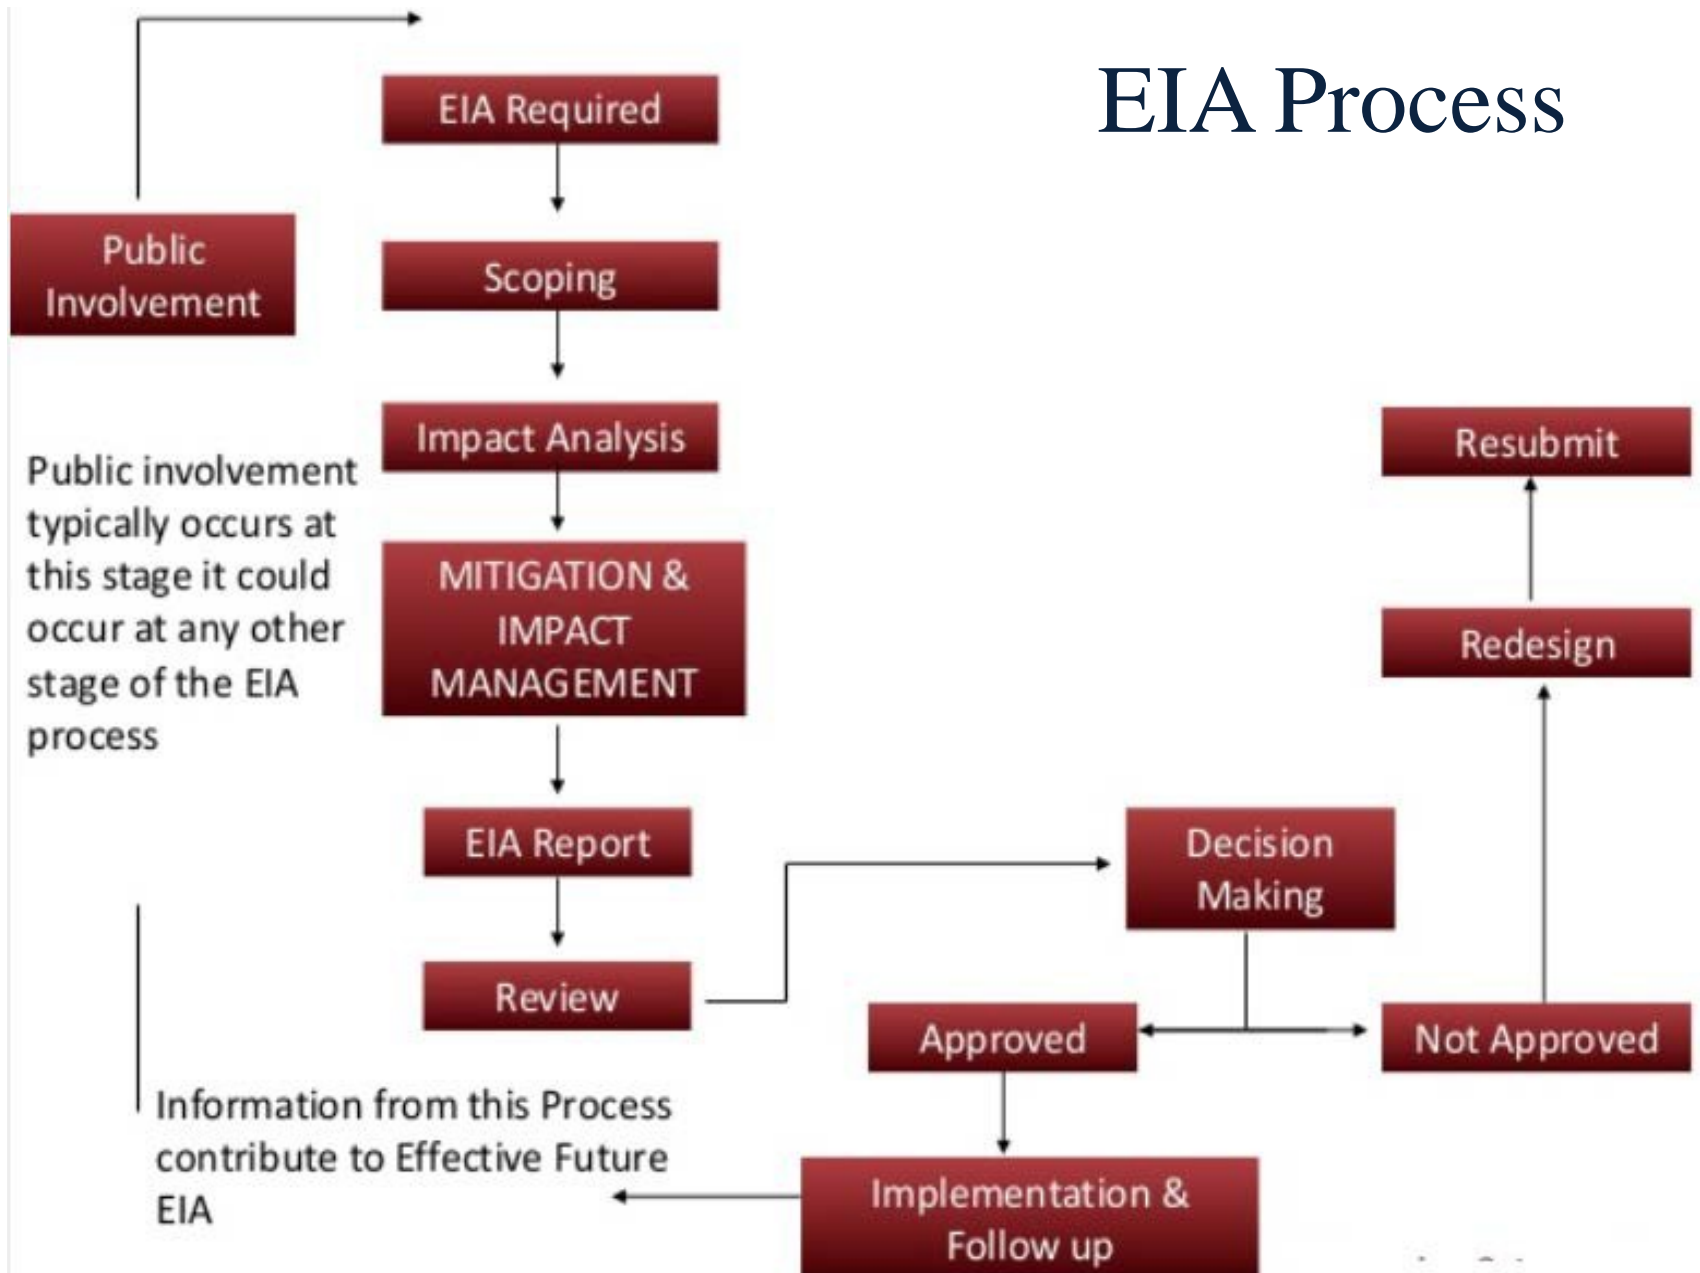 EIA Process
EIA Required
Public
Involvement
Scoping
Impact Analysis
Public involvement
typically occurs at
this stage it could
occur at any other
stage of the EIA
process
MITIGATION &
IMPACT
MANAGEMENT
EIA Report
Review
Decision
Making
Resubmit
Redesign
Approved
Not Approved
Implementation &
Follow up
Information from this Process
contribute to Effective Future
EIA